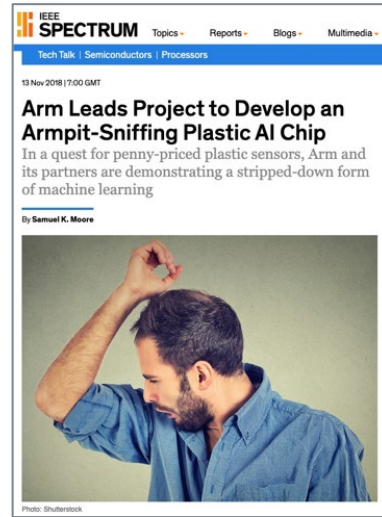 IEEE
SPECTRUM
Topics Reports Blogs Multimedia
Tech Talk | Semiconductors | Processors
13 Nov 2018 | 7:00 GMT
Arm Leads Project to Develop an
Armpit-Sniffing Plastic AI Chip
In a quest for penny-priced plastic sensors, Arm and
its partners are demonstrating a stripped-down form
of machine learning
By Samuel K. Moore
Photo: Shutterstock